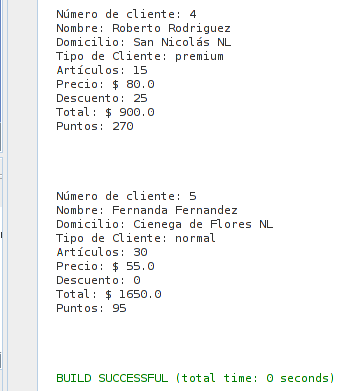 Número de cliente: 4
Nombre: Roberto Rodriguez
Domicilio: San Nicolás NL
Tipo de Cliente: premium
Artículos: 15
Precio: $ 80.0
Descuento: 25
Total: $ 900.0
Puntos: 270
Número de cliente: 5
Nombre: Fernanda Fernandez
Domicilio: Cienega de Flores NL
Tipo de Cliente: normal
Artículos: 30
Precio: $ 55.0
Descuento: 0
Total: $ 1650.0
Puntos: 95
BUILD SUCCESSFUL (total time: 0 seconds)